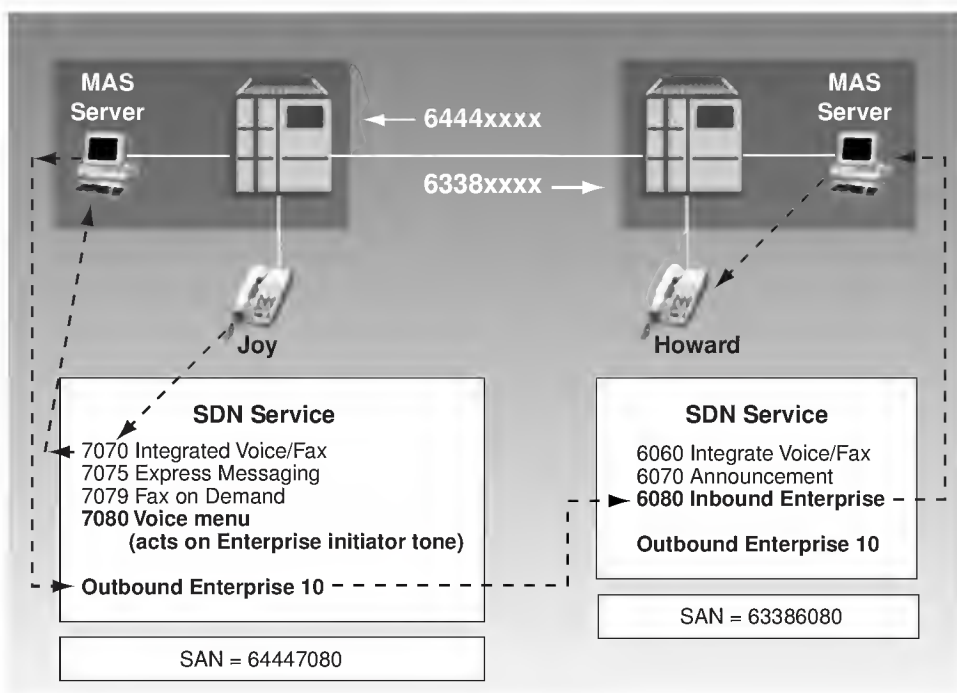 MAS
Server
MAS
Server
6444xxxx
6338xxxx
Joy
Howard
SDN Service
7070 Integrated Voice/Fax
7075 Express Messaging
7079 Fax on Demand
7080 Voice menu
(acts on Enterprise initiator tone)
Outbound Enterprise 10
SAN = 64447080
SDN Service
6060 Integrate Voice/Fax
6070 Announcement
6080 Inbound Enterprise
Outbound Enterprise 10
SAN = 63386080